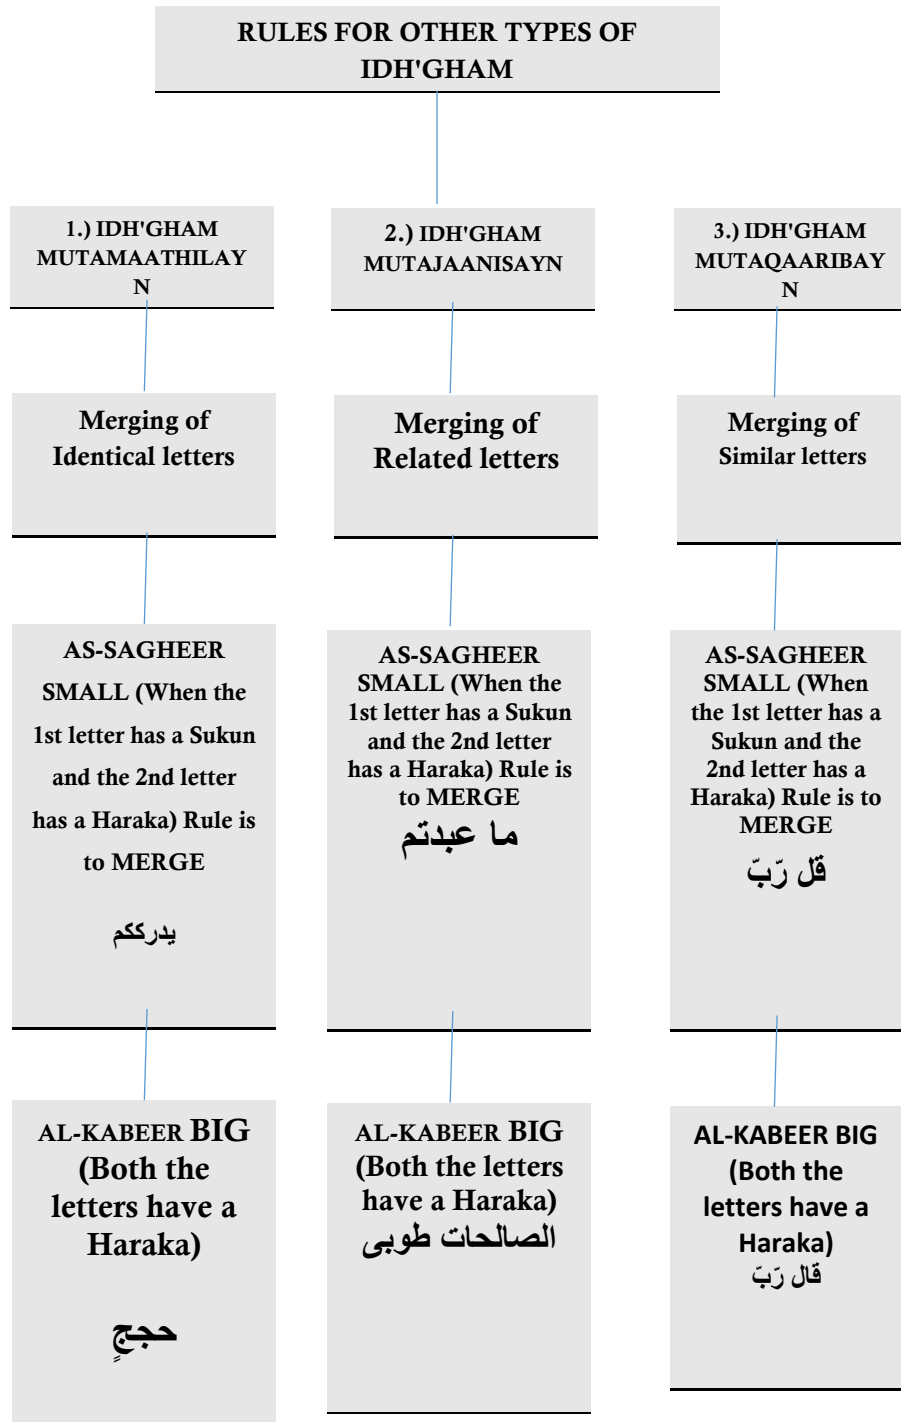 RULES FOR OTHER TYPES OF
IDH'GHAM
1.) IDH'GHAM
MUTAMAATHILAY
N
2.) IDH'GHAM
MUTAJAANISAYN
3.) IDH'GHAM
MUTAQAARIBAY
N
Merging of
Identical letters
Merging of
Related letters
Merging of
Similar letters
AS-SAGHEER
SMALL (When the
1st letter has a Sukun
and the 2nd letter
has a Haraka) Rule is
to MERGE
يدرككم
AS-SAGHEER
SMALL (When the
1st letter has a Sukun
and the 2nd letter
has a Haraka) Rule is
to MERGE
ما عبدتم
AS-SAGHEER
SMALL (When
the 1st letter has a
Sukun and the
2nd letter has a
Haraka) Rule is to
MERGE
قل رّبّ
AL-KABEER BIG
(Both the
letters have a
Haraka)
حججٍ
AL-KABEER BIG
(Both the letters
have a Haraka)
الصالحات طوبى
AL-KABEER BIG
(Both the
letters have a
Haraka)
قال رّبّ